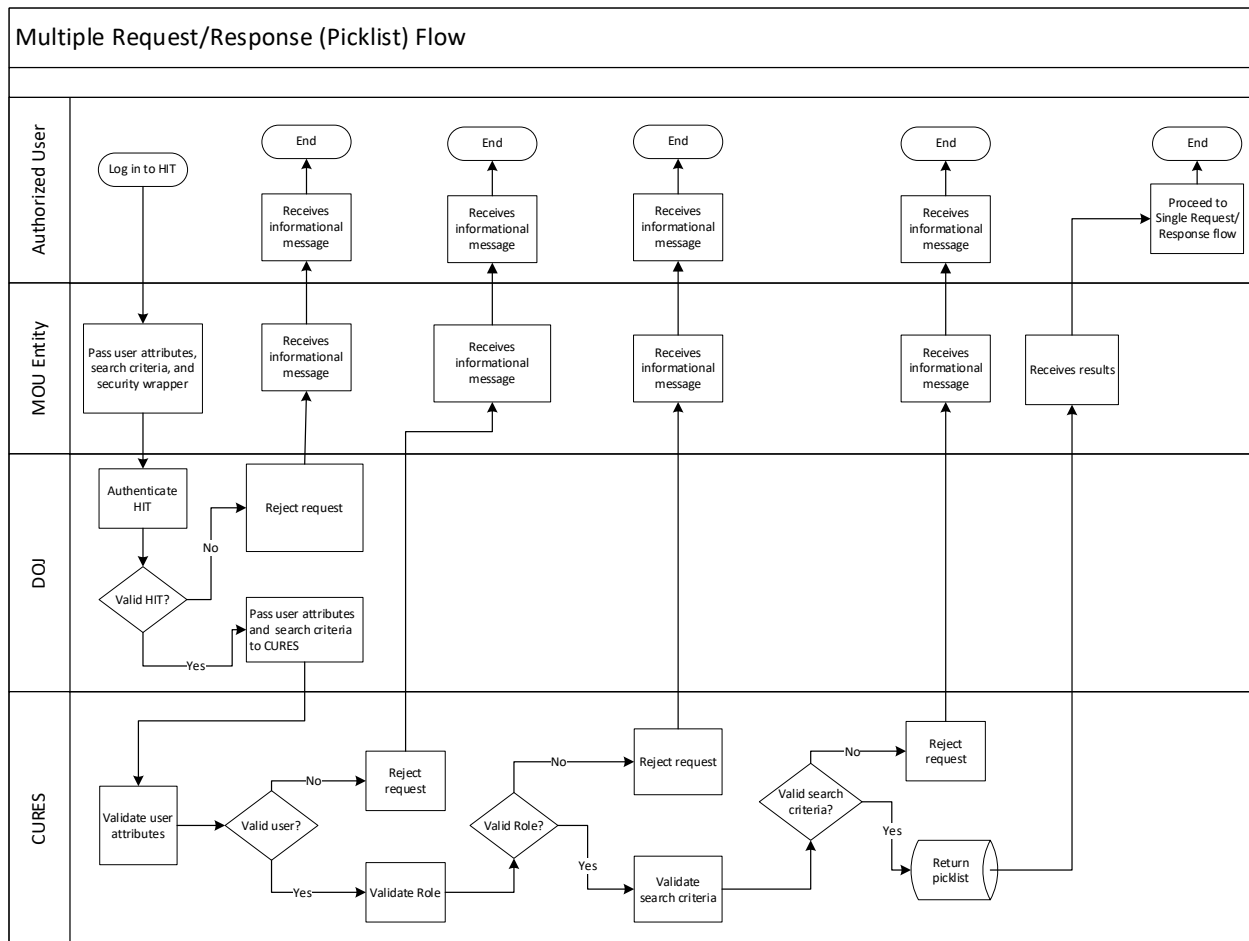 Multiple Request/Response (Picklist) Flow
Authorized User
Log in to HIT
End
Receives
informational
message
End
Receives
informational
message
End
Receives
informational
message
End
Receives
informational
message
End
Proceed to
Single Request/
Response flow
MOU Entity
Pass user attributes,
search criteria, and
security wrapper
Receives
informational
message
Receives
informational
message
Receives
informational
message
Receives
informational
message
Receives results
DOJ
Authenticate
HIT
Reject request
No
Valid HIT?
Yes
Pass user attributes
and search criteria
to CURES
CURES
Validate user
attributes
Valid user?
No
Reject
request
Yes
Validate Role
Valid Role?
No
Reject request
Yes
Validate
search criteria
Valid search
criteria?
No
Reject
request
Yes
Return
picklist